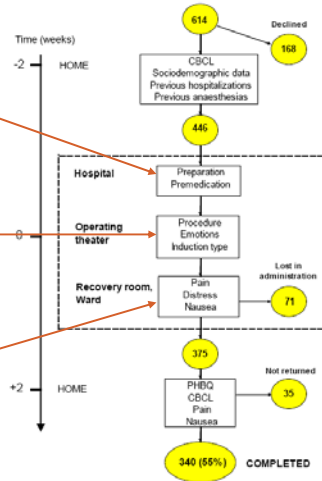 614
Declined
168
Time (weeks)
-2 HOME
CBCL
Sociodemographic data
Previous hospitalizations
Previous anaesthesias
446
Hospital
Preparation
Premedication
0
Operating
theater
Procedure
Emotions
Induction type
Recovery room,
Ward
Pain
Distress
Nausea
Lost in
administration
71
375
+2 HOME
PHBQ
CBCL
Pain
Nausea
Not returned
35
340 (55%) COMPLETED